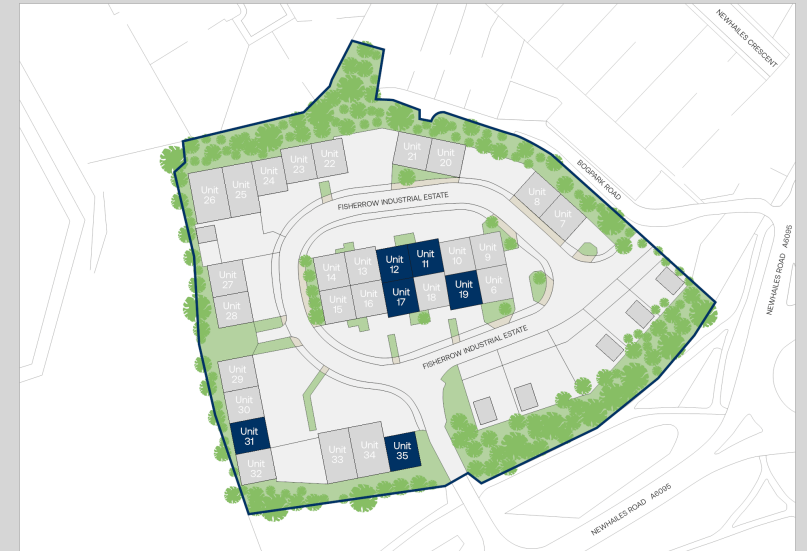 NEWHAILES CRESCENT
BOGPARK ROAD
NEWHAILES ROAD A6095
FISHERROW INDUSTRIAL ESTATE
Unit
26
Unit
25
Unit
24
Unit
23
Unit
22
Unit
21
Unit
20
Unit
8
Unit
7
Unit
14
Unit
13
Unit
12
Unit
11
Unit
10
Unit
9
Unit
15
Unit
16
Unit
17
Unit
18
Unit
19
Unit
6
Unit
27
Unit
28
FISHERROW INDUSTRIAL ESTATE
Unit
29
Unit
30
Unit
31
Unit
32
Unit
33
Unit
34
Unit
35
NEWHAILES ROAD A6095